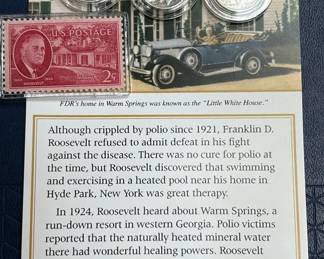 U.S. POSTAGE
2¢
FDR's home in Warm Springs was known as the "Little White House."
Although crippled by polio since 1921, Franklin D.
Roosevelt refused to admit defeat in his fight
against the disease. There was no cure for polio at
the time, but Roosevelt discovered that swimming
and exercising in a heated pool near his home in
Hyde Park, New York was great therapy.
In 1924, Roosevelt heard about Warm Springs, a
run-down resort in western Georgia. Polio victims
reported that the naturally heated mineral water
there had wonderful healing powers. Roosevelt